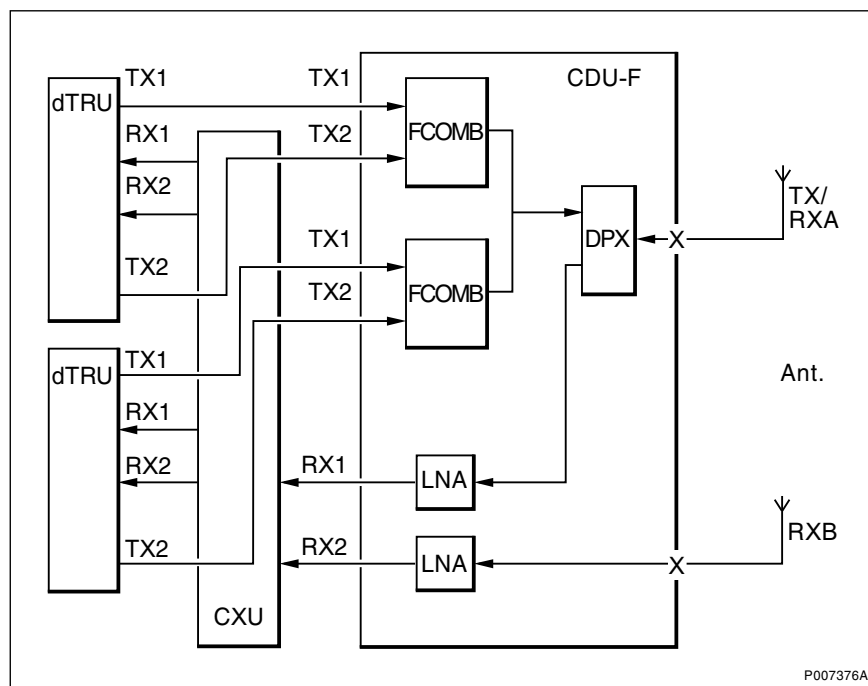 CDU-F
dTRU
TX1
TX1
FCOMB
RX1
TX2
RX2
TX/
RXA
DPX
X
TX2
TX1
FCOMB
TX2
dTRU
TX1
Ant.
RX1
RX2
RX1
LNA
TX2
RX2
LNA
X
RXB
CXU
P007376A